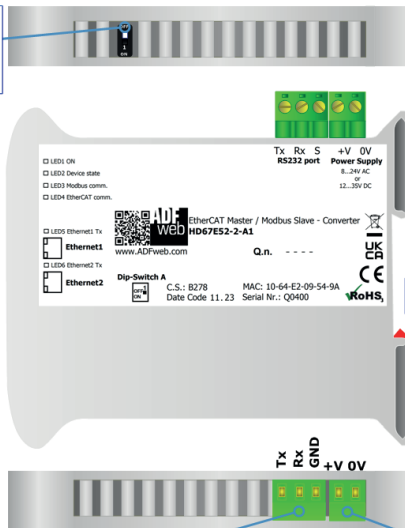 OFF
1
ON
Tx Rx S +V 0V
RS232 port Power Supply
8...24V AC
or
12...35V DC
LED1 ON
LED2 Device state
LED3 Modbus comm.
LED4 EtherCAT comm.
LED5 Ethernet1 Tx
Ethernet1
LED6 Ethernet2 Tx
Ethernet2
ADF
web
www.ADFweb.com
EtherCAT Master / Modbus Slave - Converter
HD67E52-2-A1
Q.n. - - - -
UK
CA
CE
RoHS
Dip-Switch A
1
OFF
ON
C.S.: B278 MAC: 10-64-E2-09-54-9A
Date Code 11.23 Serial Nr.: Q0400
Tx
Rx
GND
+V 0V